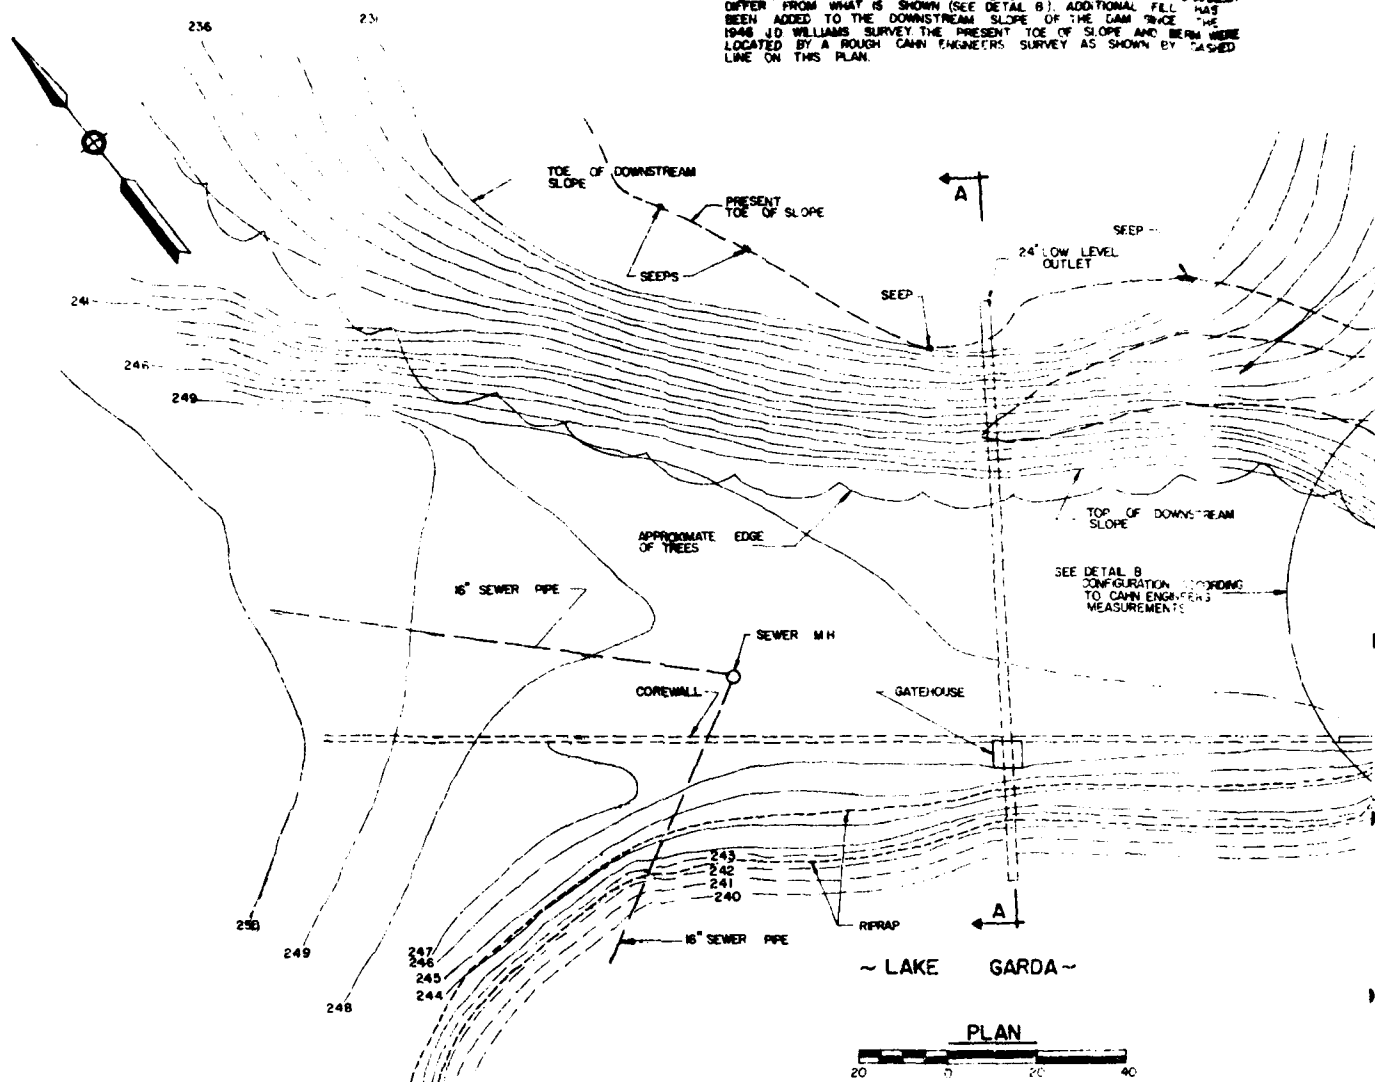 DIFFER FROM WHAT IS SHOWN (SEE DETAIL B). ADDITIONAL FILL HAS
BEEN ADDED TO THE DOWNSTREAM SLOPE OF THE DAM SINCE THE
1946 J.D. WILLIAMS SURVEY. THE PRESENT TOE OF SLOPE AND BERM WERE
LOCATED BY A ROUGH CAHN ENGINEERS SURVEY AS SHOWN BY DASHED
LINE ON THIS PLAN.
236
231
TOE OF DOWNSTREAM
SLOPE
PRESENT
TOE OF SLOPE
A
SEEP
24" LOW LEVEL
OUTLET
SEEPS
SEEP
241
246
249
TOP OF DOWNSTREAM
SLOPE
APPROXIMATE EDGE
OF TREES
SEE DETAIL B
CONFIGURATION ACCORDING
TO CAHN ENGINEERS
MEASUREMENTS
16" SEWER PIPE
SEWER MH
COREWALL
GATEHOUSE
243
242
241
240
A
RIPRAP
249
248
247
246
245
244
16" SEWER PIPE
~ LAKE GARDA ~
PLAN
20 0 20 40